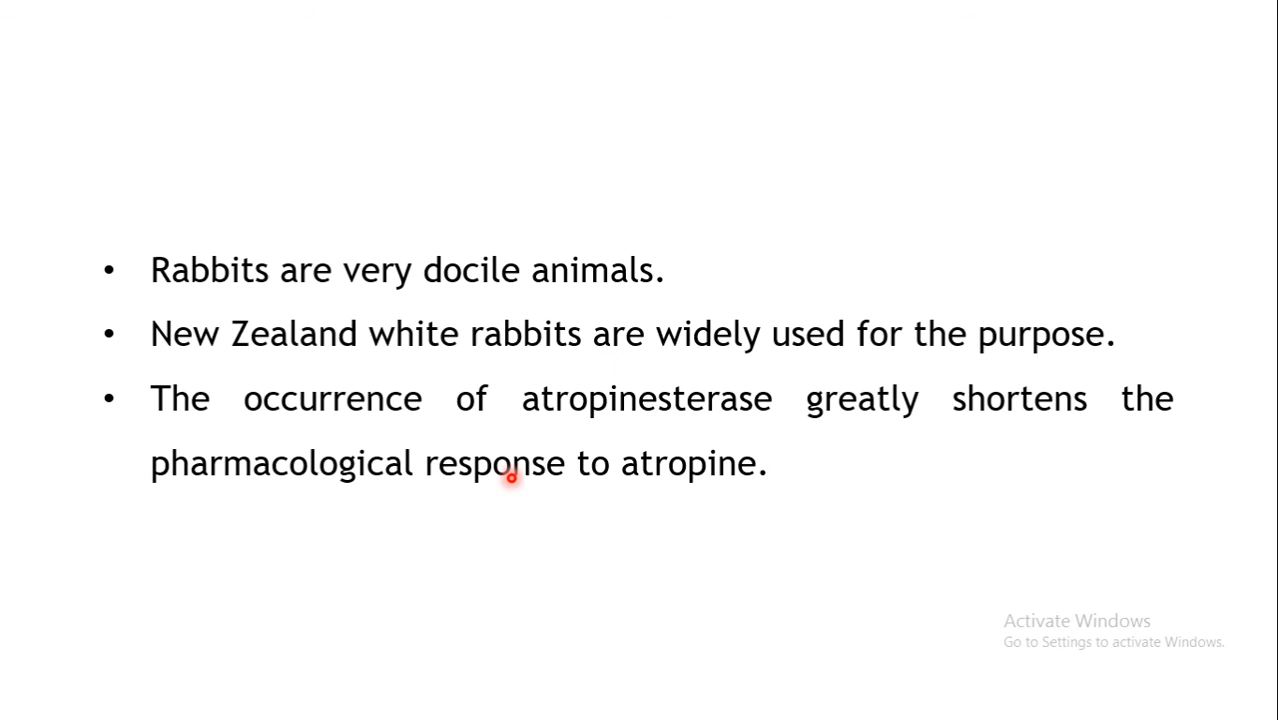 • Rabbits are very docile animals.
• New Zealand white rabbits are widely used for the purpose.
• The occurrence of atropinesterase greatly shortens the
pharmacological response to atropine.
Activate Windows
Go to Settings to activate Windows.